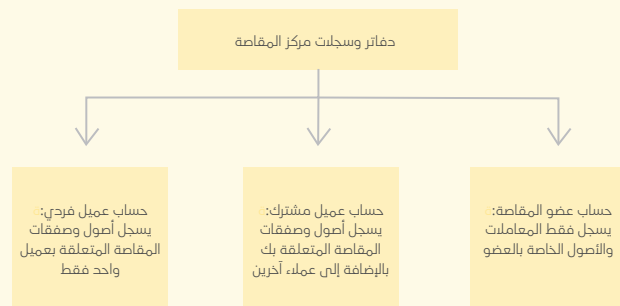 دفاتر وسجلات مركز المقاصة
حساب عضو المقاصة:
يسجل فقط المعاملات
والأصول الخاصة بالعضو
حساب عميل مشترك:
يسجل أصول وصفقات
المقاصة المتعلقة بك
بالإضافة إلى عملاء آخرين
حساب عميل فردي:
يسجل أصول وصفقات
المقاصة المتعلقة بعميل
واحد فقط